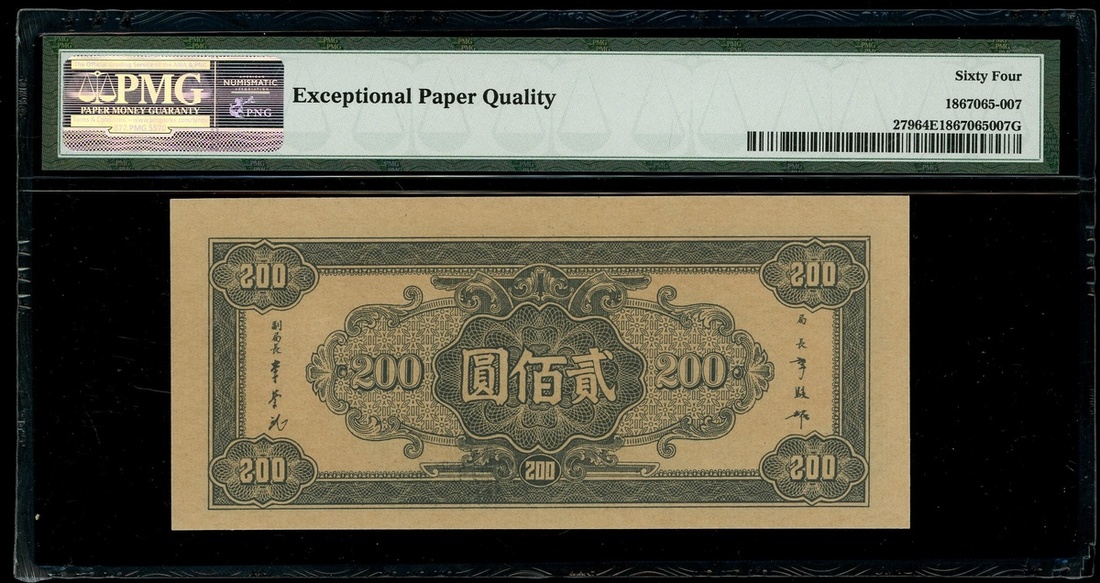 PMG
PAPER MONEY GUARANTY
NUMISMATIC
PNG
Exceptional Paper Quality
Sixty Four
1867065-007
27964E1867065007G
200
200
局長
副局長
200
貳佰圓
200
200
200
200